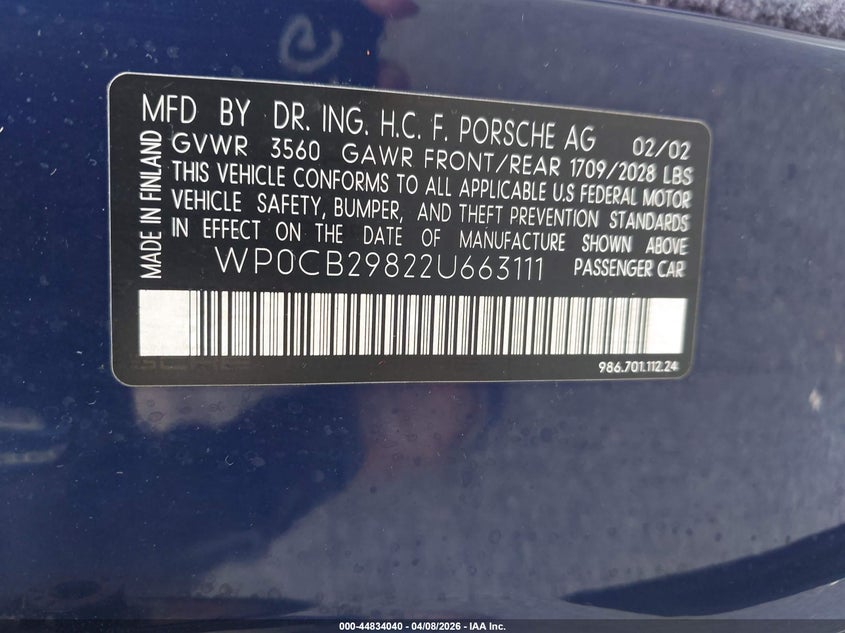 MFD BY DR. ING. H.C. F. PORSCHE AG 02/02
GVWR 3560 GAWR FRONT/REAR 1709/2028 LBS
THIS VEHICLE CONFORMS TO ALL APPLICABLE U.S FEDERAL MOTOR
VEHICLE SAFETY, BUMPER, AND THEFT PREVENTION STANDARDS
IN EFFECT ON THE DATE OF MANUFACTURE SHOWN ABOVE
WP0CB29822U663111 PASSENGER CAR
MADE IN FINLAND
986.701.112.24
000-44834040 - 04/08/2026 - IAA Inc.